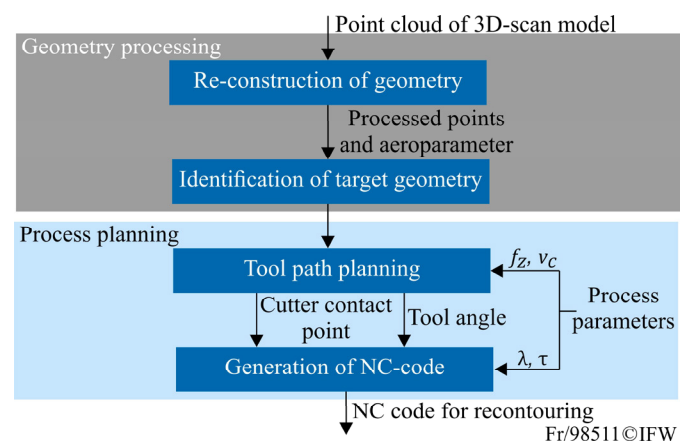 Point cloud of 3D-scan model
Geometry processing
Re-construction of geometry
Processed points
and aeroparameter
Identification of target geometry
Process planning
Tool path planning
f_Z, v_C
Cutter contact
point
Tool angle
Process
parameters
Generation of NC-code
λ, τ
NC code for recontouring
Fr/98511©IFW